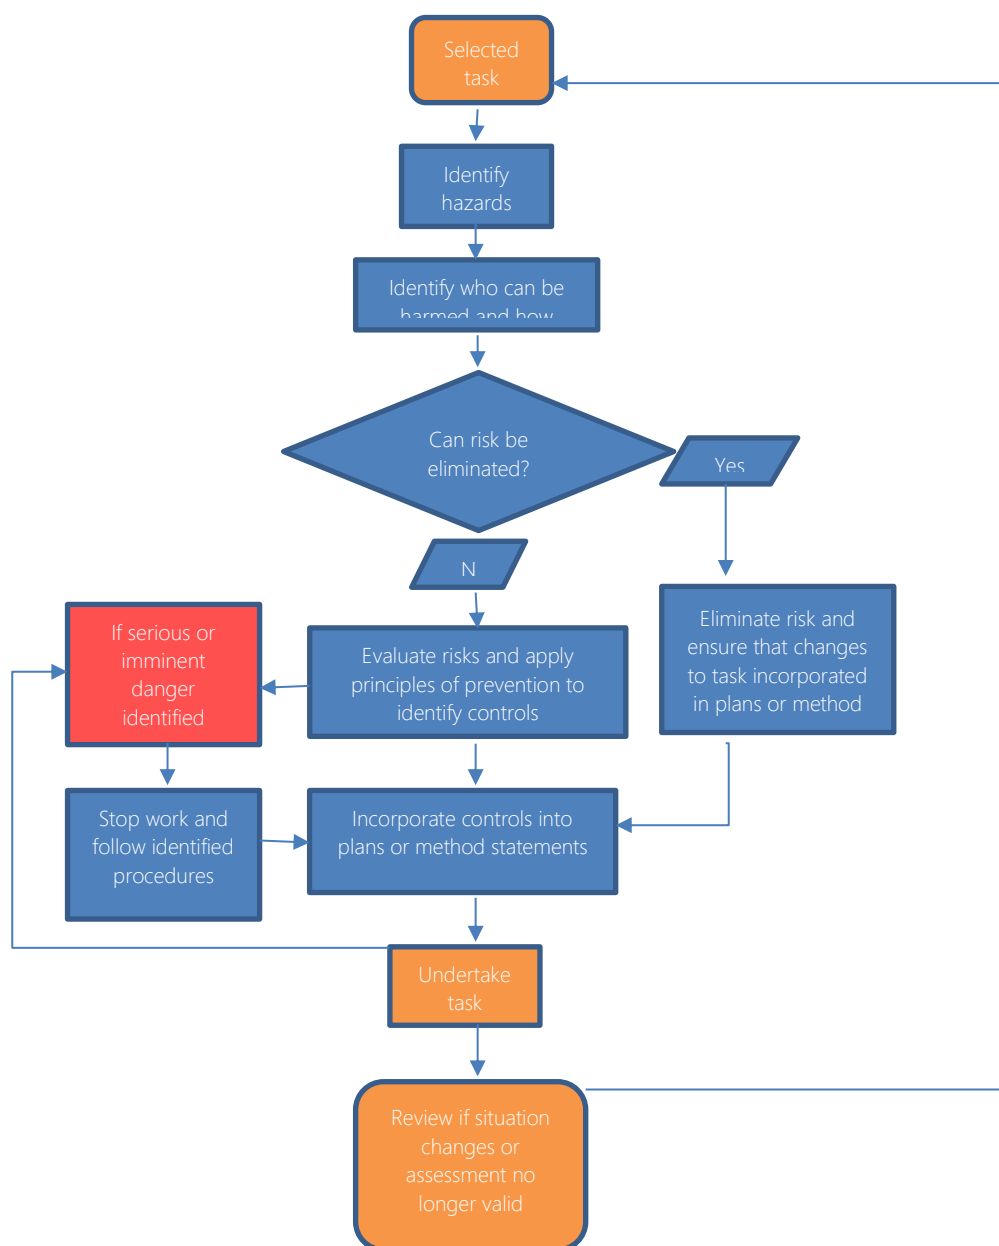 Selected
task
Identify
hazards
Identify who can be
harmed and how
Can risk be
eliminated?
Yes
N
If serious or
imminent
danger
identified
Evaluate risks and apply
principles of prevention to
identify controls
Eliminate risk and
ensure that changes
to task incorporated
in plans or method
Stop work and
follow identified
procedures
Incorporate controls into
plans or method statements
Undertake
task
Review if situation
changes or
assessment no
longer valid